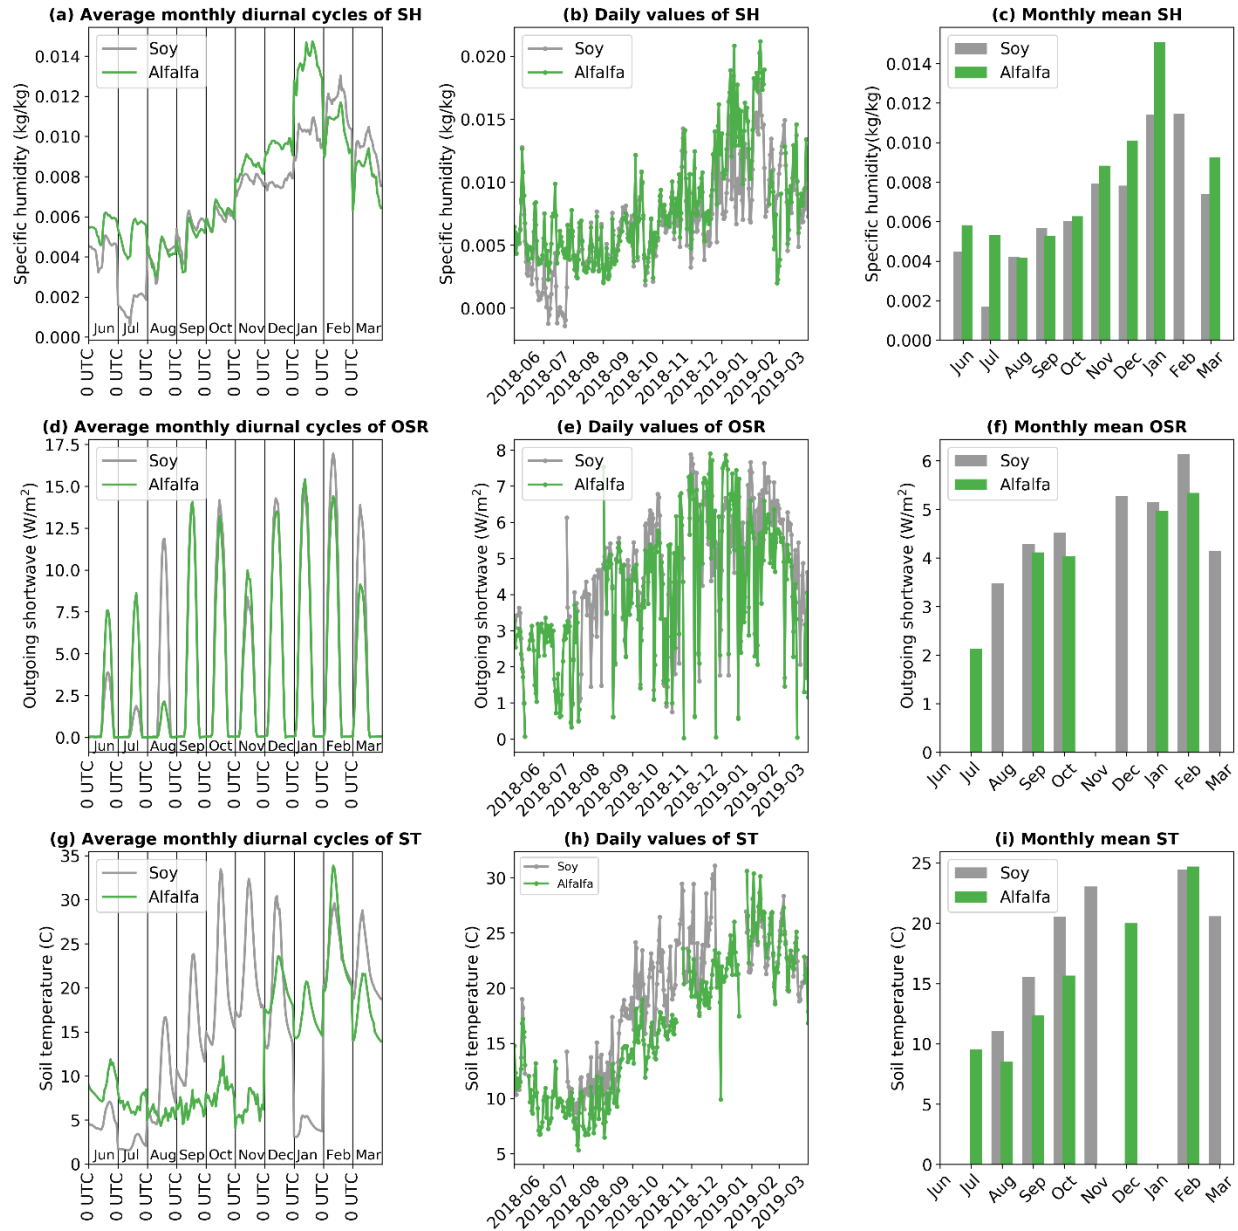 (a) Average monthly diurnal cycles of SH
Specific humidity (kg/kg)
0.014
0.012
0.010
0.008
0.006
0.004
0.002
0.000
Soy
Alfalfa
Jun Jul Aug Sep Oct Nov Dec Jan Feb Mar
0 UTC 0 UTC 0 UTC 0 UTC 0 UTC 0 UTC 0 UTC 0 UTC 0 UTC 0 UTC
(b) Daily values of SH
Specific humidity (kg/kg)
0.020
0.015
0.010
0.005
0.000
Soy
Alfalfa
2018-06 2018-07 2018-08 2018-09 2018-10 2018-11 2018-12 2019-01 2019-02 2019-03
(c) Monthly mean SH
Specific humidity(kg/kg)
0.014
0.012
0.010
0.008
0.006
0.004
0.002
0.000
Soy
Alfalfa
Jun Jul Aug Sep Oct Nov Dec Jan Feb Mar
(d) Average monthly diurnal cycles of OSR
Outgoing shortwave (W/m²)
17.5
15.0
12.5
10.0
7.5
5.0
2.5
0.0
Soy
Alfalfa
Jun Jul Aug Sep Oct Nov Dec Jan Feb Mar
0 UTC 0 UTC 0 UTC 0 UTC 0 UTC 0 UTC 0 UTC 0 UTC 0 UTC 0 UTC
(e) Daily values of OSR
Outgoing shortwave (W/m²)
8
7
6
5
4
3
2
1
0
Soy
Alfalfa
2018-06 2018-07 2018-08 2018-09 2018-10 2018-11 2018-12 2019-01 2019-02 2019-03
(f) Monthly mean OSR
Outgoing shortwave (W/m²)
6
5
4
3
2
1
0
Soy
Alfalfa
Jun Jul Aug Sep Oct Nov Dec Jan Feb Mar
(g) Average monthly diurnal cycles of ST
Soil temperature (C)
35
30
25
20
15
10
5
0
Soy
Alfalfa
Jun Jul Aug Sep Oct Nov Dec Jan Feb Mar
0 UTC 0 UTC 0 UTC 0 UTC 0 UTC 0 UTC 0 UTC 0 UTC 0 UTC 0 UTC
(h) Daily values of ST
Soil temperature (C)
30
25
20
15
10
5
Soy
Alfalfa
2018-06 2018-07 2018-08 2018-09 2018-10 2018-11 2018-12 2019-01 2019-02 2019-03
(i) Monthly mean ST
Soil temperature (C)
25
20
15
10
5
0
Soy
Alfalfa
Jun Jul Aug Sep Oct Nov Dec Jan Feb Mar